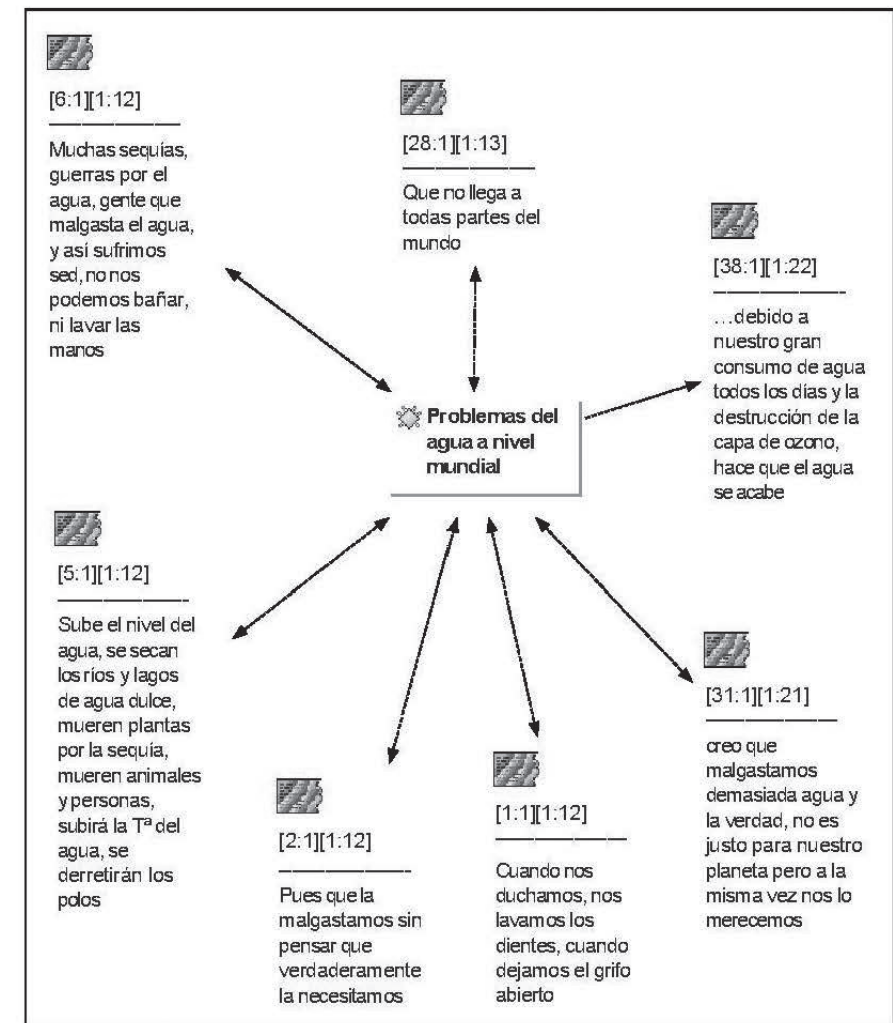 [6:1][1:12]
Muchas sequías,
guerras por el
agua, gente que
malgasta el agua,
y así sufrimos
sed, no nos
podemos bañar,
ni lavar las
manos
[28:1][1:13]
Que no llega a
todas partes del
mundo
[38:1][1:22]
...debido a
nuestro gran
consumo de agua
todos los días y la
destrucción de la
capa de ozono,
hace que el agua
se acabe
Problemas del
agua a nivel
mundial
[5:1][1:12]
Sube el nivel del
agua, se secan
los ríos y lagos
de agua dulce,
mueren plantas
por la sequía,
mueren animales
y personas,
subirá la Tª del
agua, se
derretirán los
polos
[2:1][1:12]
Pues que la
malgastamos sin
pensar que
verdaderamente
la necesitamos
[1:1][1:12]
Cuando nos
duchamos, nos
lavamos los
dientes, cuando
dejamos el grifo
abierto
[31:1][1:21]
creo que
malgastamos
demasiada agua y
la verdad, no es
justo para nuestro
planeta pero a la
misma vez nos lo
merecemos